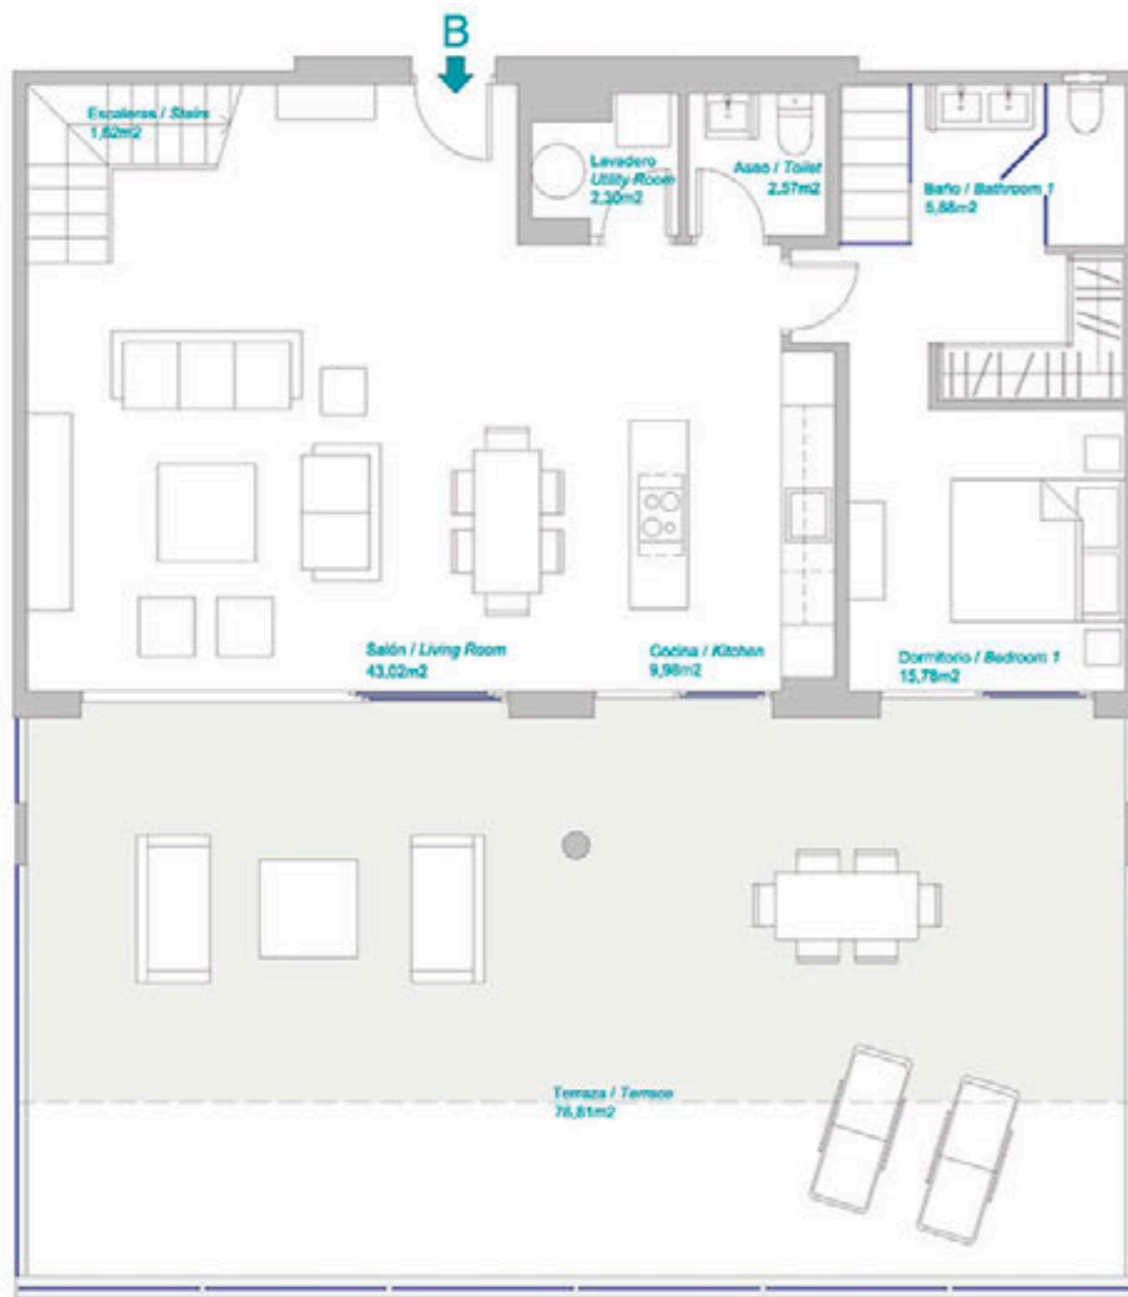 B
Escaleras / Stairs
1,62m2
Lavadero
Utility Room
2,30m2
Aseo / Toilet
2,57m2
Baño / Bathroom 1
5,88m2
Salón / Living Room
43,02m2
Cocina / Kitchen
9,98m2
Dormitorio / Bedroom 1
15,78m2
Terraza / Terrace
76,81m2